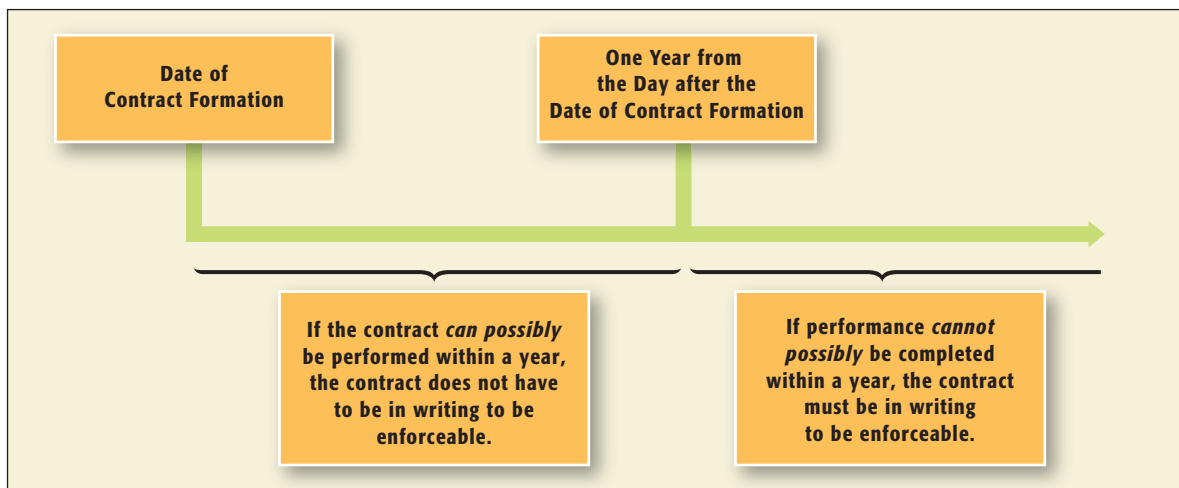 Date of
Contract Formation
One Year from
the Day after the
Date of Contract Formation
If the contract can possibly
be performed within a year,
the contract does not have
to be in writing to be
enforceable.
If performance cannot
possibly be completed
within a year, the contract
must be in writing
to be enforceable.